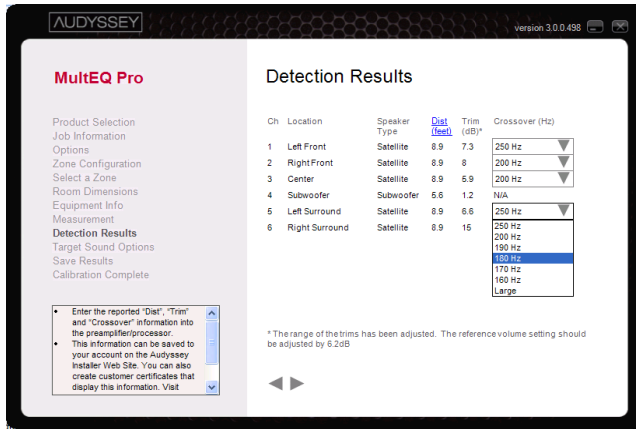 AUDYSSEY
version 3.0.0.498
MultEQ Pro
Detection Results
Product Selection
Job Information
Options
Zone Configuration
Select a Zone
Room Dimensions
Equipment Info
Measurement
Detection Results
Target Sound Options
Save Results
Calibration Complete
Ch Location Speaker Type Dist (feet) Trim (dB)* Crossover (Hz)
1 Left Front Satellite 8.9 7.3 250 Hz
2 Right Front Satellite 8.9 8 200 Hz
3 Center Satellite 8.9 5.9 200 Hz
4 Subwoofer Subwoofer 5.6 1.2 N/A
5 Left Surround Satellite 8.9 6.6 250 Hz
6 Right Surround Satellite 8.9 15
250 Hz
200 Hz
190 Hz
180 Hz
170 Hz
160 Hz
Large
• Enter the reported "Dist", "Trim"
and "Crossover" information into
the preamplifier/processor.
• This information can be saved to
your account on the Audyssey
Installer Web Site. You can also
create customer certificates that
display this information. Visit
* The range of the trims has been adjusted. The reference volume setting should
be adjusted by 6.2dB